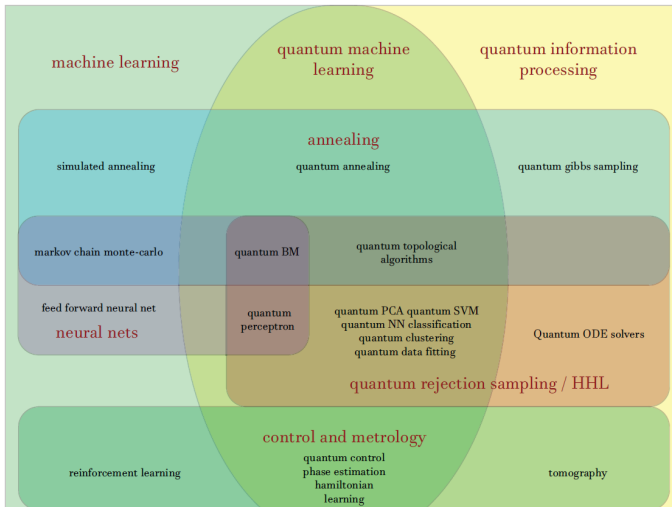 machine learning
quantum machine
learning
quantum information
processing
annealing
simulated annealing
quantum annealing
quantum gibbs sampling
markov chain monte-carlo
quantum BM
quantum topological
algorithms
feed forward neural net
neural nets
quantum
perceptron
quantum PCA quantum SVM
quantum NN classification
quantum clustering
quantum data fitting
Quantum ODE solvers
quantum rejection sampling / HHL
control and metrology
reinforcement learning
quantum control
phase estimation
hamiltonian
learning
tomography